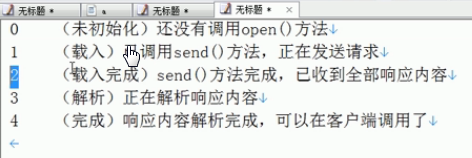 无标题 * a 无标题 * 无标题 *
0 （未初始化）还没有调用open()方法
1 （载入）调用send()方法，正在发送请求
2 （载入完成）send()方法完成，已收到全部响应内容
3 （解析）正在解析响应内容
4 （完成）响应内容解析完成，可以在客户端调用了